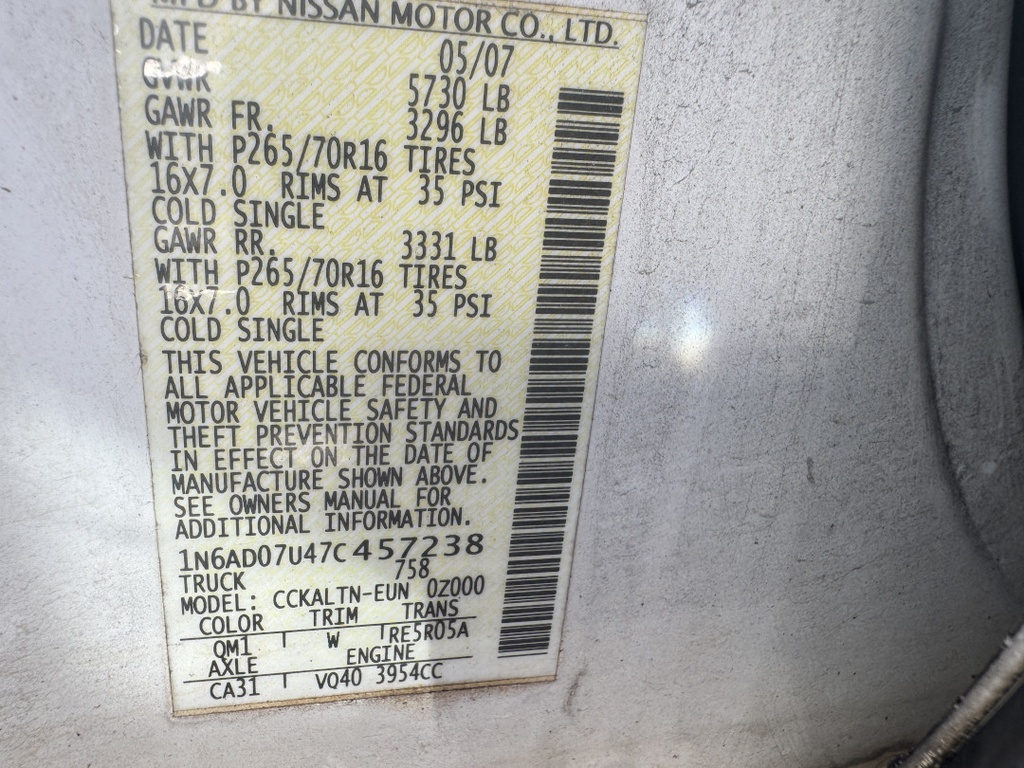 MFD BY NISSAN MOTOR CO., LTD.
DATE 05/07
GVWR 5730 LB
GAWR FR. 3296 LB
WITH P265/70R16 TIRES
16X7.0 RIMS AT 35 PSI
COLD SINGLE
GAWR RR. 3331 LB
WITH P265/70R16 TIRES
16X7.0 RIMS AT 35 PSI
COLD SINGLE
THIS VEHICLE CONFORMS TO
ALL APPLICABLE FEDERAL
MOTOR VEHICLE SAFETY AND
THEFT PREVENTION STANDARDS
IN EFFECT ON THE DATE OF
MANUFACTURE SHOWN ABOVE.
SEE OWNERS MANUAL FOR
ADDITIONAL INFORMATION.
1N6AD07U47C457238
TRUCK 758
MODEL: CCKALTN-EUN 0Z000
COLOR TRIM TRANS
QM1 W RE5R05A
AXLE ENGINE
CA31 VQ40 3954CC